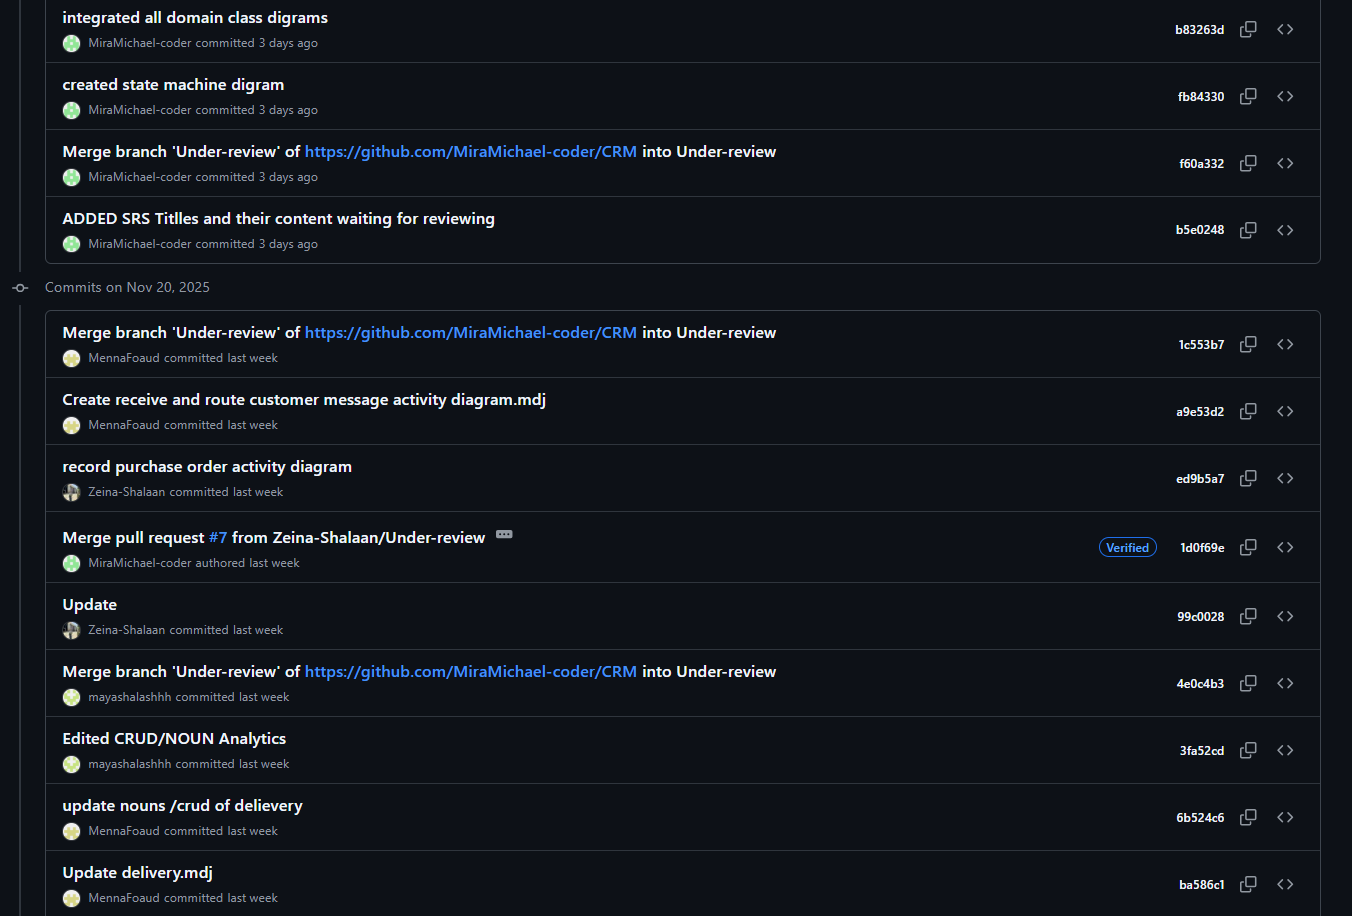 integrated all domain class digrams
MiraMichael-coder committed 3 days ago
b83263d
created state machine digram
MiraMichael-coder committed 3 days ago
fb84330
Merge branch 'Under-review' of https://github.com/MiraMichael-coder/CRM into Under-review
MiraMichael-coder committed 3 days ago
f60a332
ADDED SRS Titlles and their content waiting for reviewing
MiraMichael-coder committed 3 days ago
b5e0248
Commits on Nov 20, 2025
Merge branch 'Under-review' of https://github.com/MiraMichael-coder/CRM into Under-review
MennaFoaud committed last week
1c553b7
Create receive and route customer message activity diagram.mdj
MennaFoaud committed last week
a9e53d2
record purchase order activity diagram
Zeina-Shalaan committed last week
ed9b5a7
Merge pull request #7 from Zeina-Shalaan/Under-review
MiraMichael-coder authored last week
Verified
1d0f69e
Update
Zeina-Shalaan committed last week
99c0028
Merge branch 'Under-review' of https://github.com/MiraMichael-coder/CRM into Under-review
mayashalashhh committed last week
4e0c4b3
Edited CRUD/NOUN Analytics
mayashalashhh committed last week
3fa52cd
update nouns /crud of delievery
MennaFoaud committed last week
6b524c6
Update delivery.mdj
MennaFoaud committed last week
ba586c1